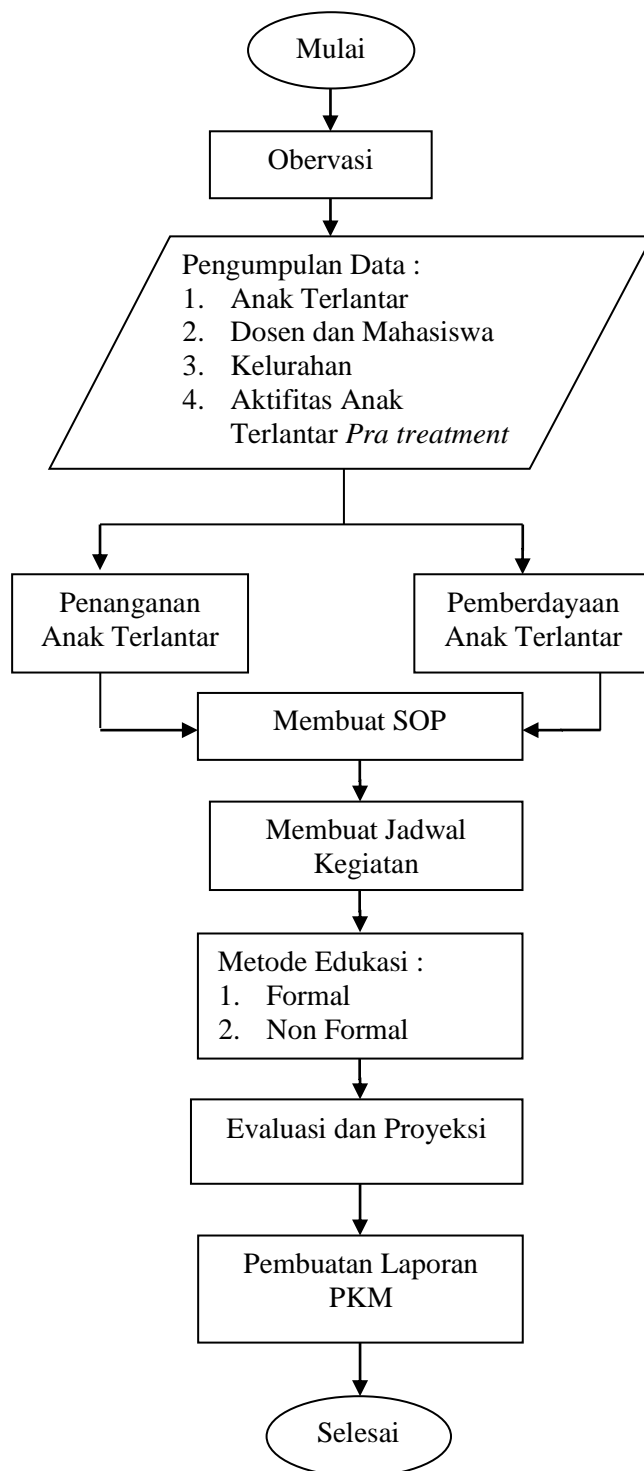 Mulai
Obervasi
Pengumpulan Data :
1. Anak Terlantar
2. Dosen dan Mahasiswa
3. Kelurahan
4. Aktifitas Anak
Terlantar Pra treatment
Penanganan
Anak Terlantar
Pemberdayaan
Anak Terlantar
Membuat SOP
Membuat Jadwal
Kegiatan
Metode Edukasi :
1. Formal
2. Non Formal
Evaluasi dan Proyeksi
Pembuatan Laporan
PKM
Selesai